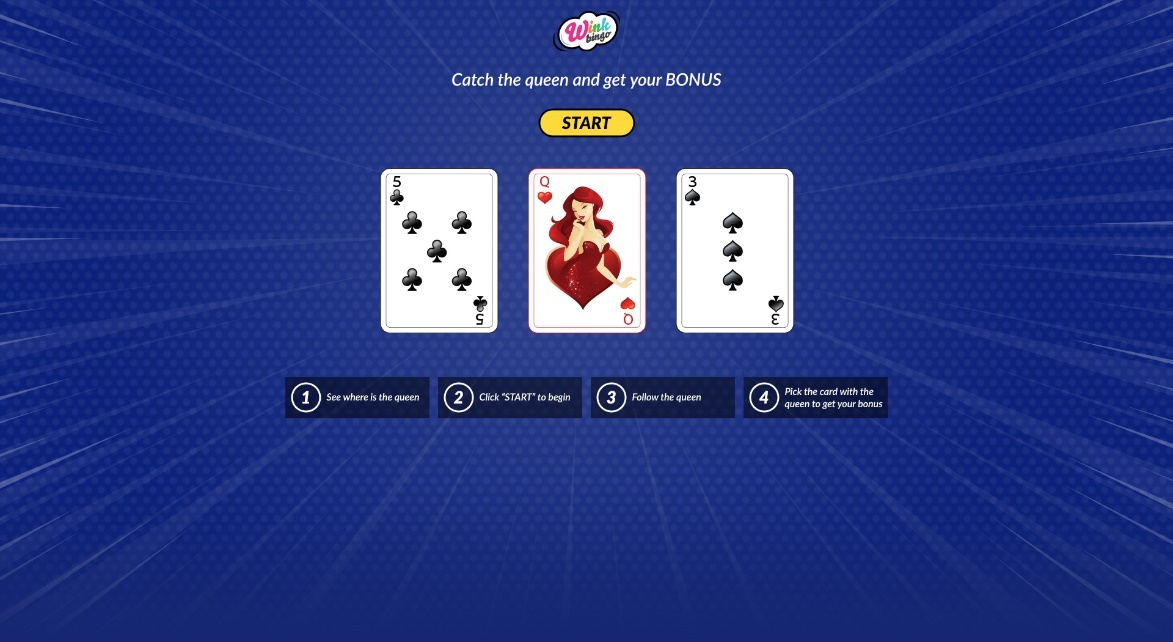 Wink
bingo
Catch the queen and get your BONUS
START
5
5
Q
Q
3
3
1 See where is the queen
2 Click "START" to begin
3 Follow the queen
4 Pick the card with the
queen to get your bonus